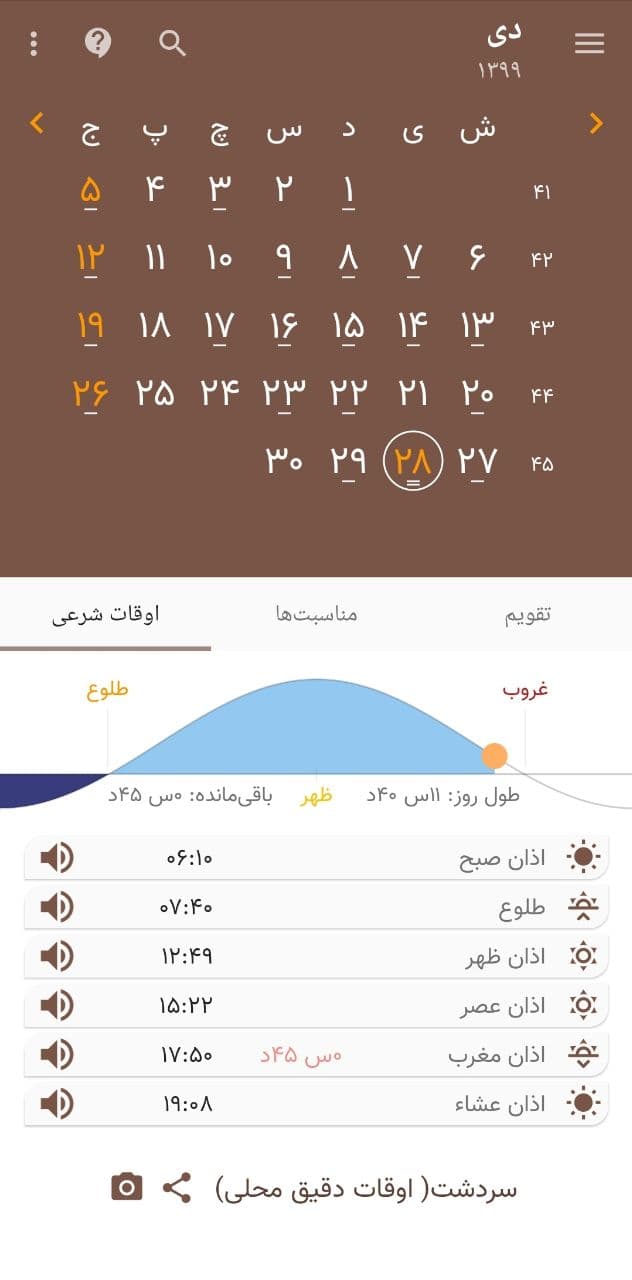 دی
۱۳۹۹
ش ی د س چ پ ج
۴۱ ۱ ۲ ۳ ۴ ۵
۴۲ ۶ ۷ ۸ ۹ ۱۰ ۱۱ ۱۲
۴۳ ۱۳ ۱۴ ۱۵ ۱۶ ۱۷ ۱۸ ۱۹
۴۴ ۲۰ ۲۱ ۲۲ ۲۳ ۲۴ ۲۵ ۲۶
۴۵ ۲۷ ۲۸ ۲۹ ۳۰
تقویم مناسبت‌ها اوقات شرعی
غروب طلوع
طول روز: ۱۱س ۴۰د ظهر باقی‌مانده: ۰س ۴۵د
اذان صبح ۰۶:۱۰
طلوع ۰۷:۴۰
اذان ظهر ۱۲:۴۹
اذان عصر ۱۵:۲۲
اذان مغرب ۰س ۴۵د ۱۷:۵۰
اذان عشاء ۱۹:۰۸
سردشت( اوقات دقیق محلی)